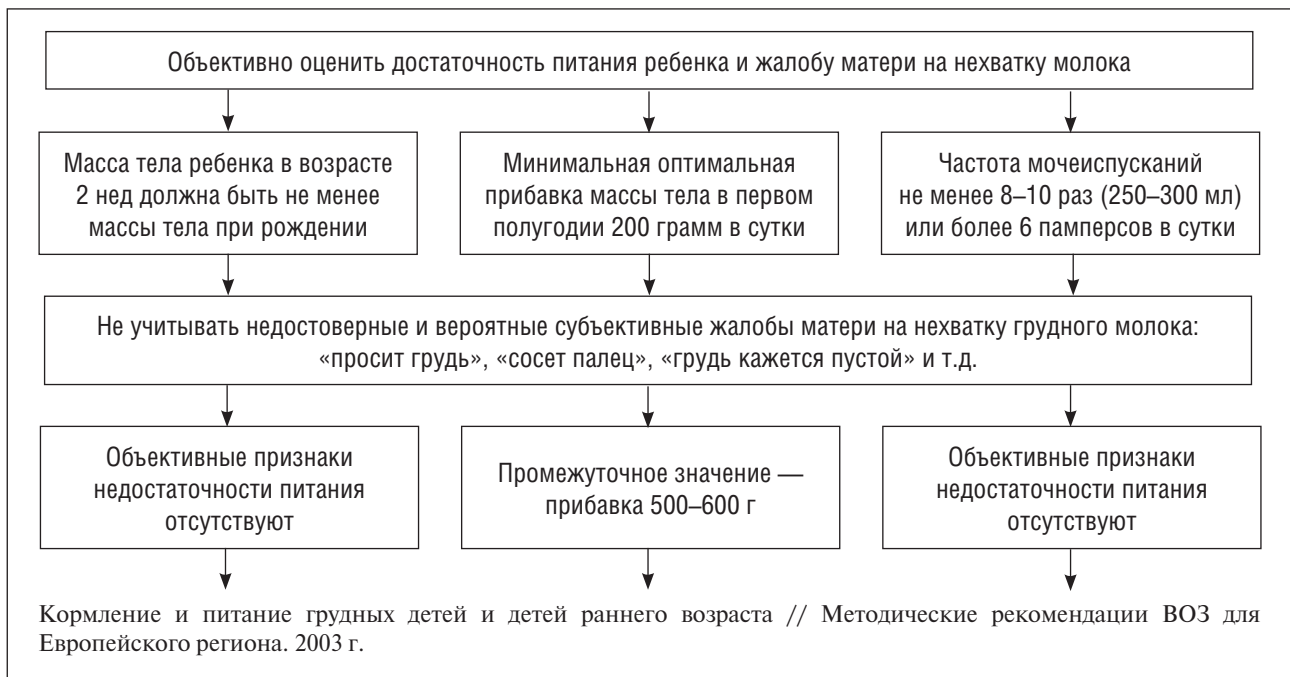 Объективно оценить достаточность питания ребенка и жалобу матери на нехватку молока
Масса тела ребенка в возрасте
2 нед должна быть не менее
массы тела при рождении
Минимальная оптимальная
прибавка массы тела в первом
полугодии 200 грамм в сутки
Частота мочеиспусканий
не менее 8–10 раз (250–300 мл)
или более 6 памперсов в сутки
Не учитывать недостоверные и вероятные субъективные жалобы матери на нехватку грудного молока:
«просит грудь», «сосет палец», «грудь кажется пустой» и т.д.
Объективные признаки
недостаточности питания
отсутствуют
Промежуточное значение —
прибавка 500–600 г
Объективные признаки
недостаточности питания
отсутствуют
Кормление и питание грудных детей и детей раннего возраста // Методические рекомендации ВОЗ для
Европейского региона. 2003 г.